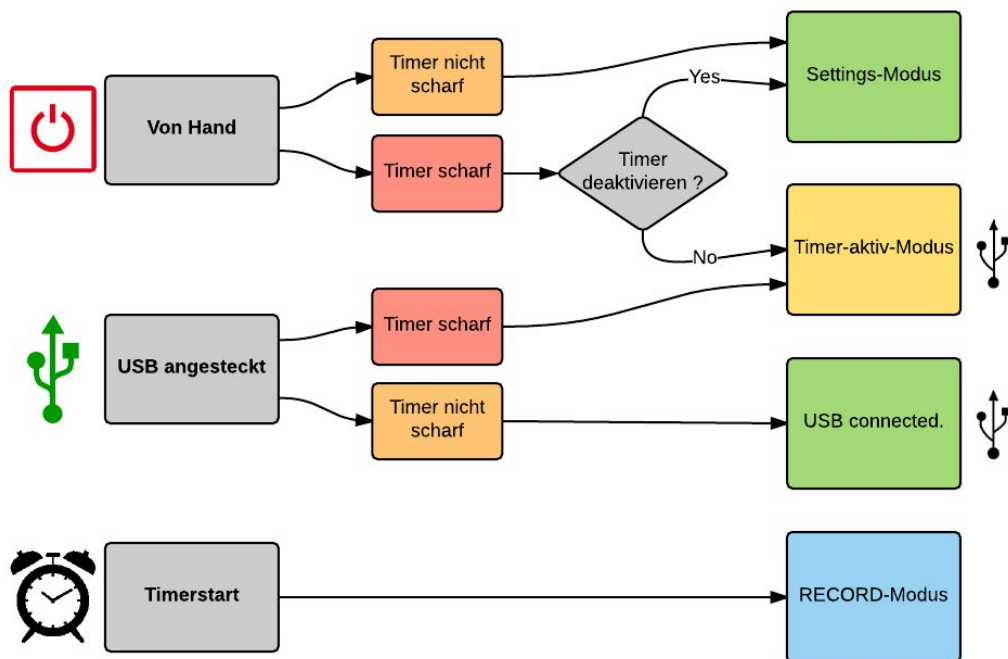 Von Hand
Timer nicht
scharf
Timer scharf
Timer
deaktivieren ?
Yes
No
Settings-Modus
Timer-aktiv-Modus
USB angesteckt
Timer scharf
Timer nicht
scharf
USB connected.
Timerstart
RECORD-Modus